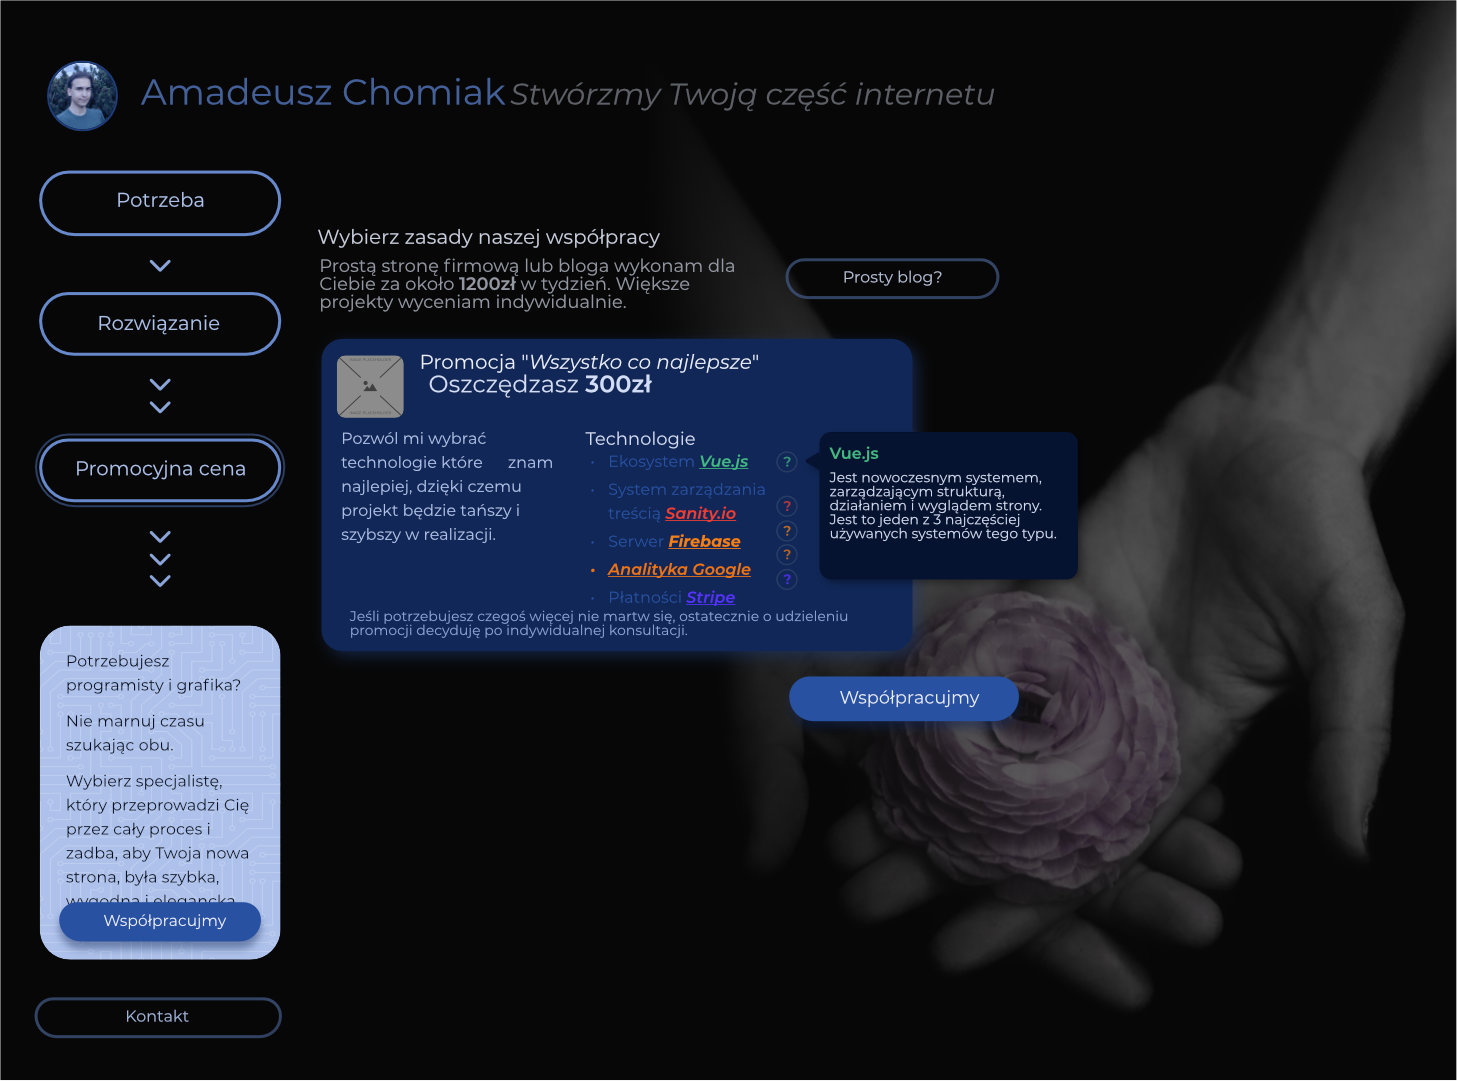 Amadeusz Chomiak Stwórzmy Twoją część internetu
Potrzeba
Rozwiązanie
Promocyjna cena
Potrzebujesz
programisty i grafika?
Nie marnuj czasu
szukając obu.
Wybierz specjalistę,
który przeprowadzi Cię
przez cały proces i
zadba, aby Twoja nowa
strona, była szybka,
wygodna i elegancka
Współpracujmy
Kontakt
Wybierz zasady naszej współpracy
Prostą stronę firmową lub bloga wykonam dla
Ciebie za około 1200zł w tydzień. Większe
projekty wyceniam indywidualnie.
Prosty blog?
Promocja "Wszystko co najlepsze"
Oszczędzasz 300zł
Pozwól mi wybrać
technologie które znam
najlepiej, dzięki czemu
projekt będzie tańszy i
szybszy w realizacji.
Technologie
• Ekosystem Vue.js ?
• System zarządzania
treścią Sanity.io ?
• Serwer Firebase ?
• Analityka Google ?
• Płatności Stripe ?
Jeśli potrzebujesz czegoś więcej nie martw się, ostatecznie o udzieleniu
promocji decyduję po indywidualnej konsultacji.
Vue.js
Jest nowoczesnym systemem,
zarządzającym strukturą,
działaniem i wyglądem strony.
Jest to jeden z 3 najczęściej
używanych systemów tego typu.
Współpracujmy